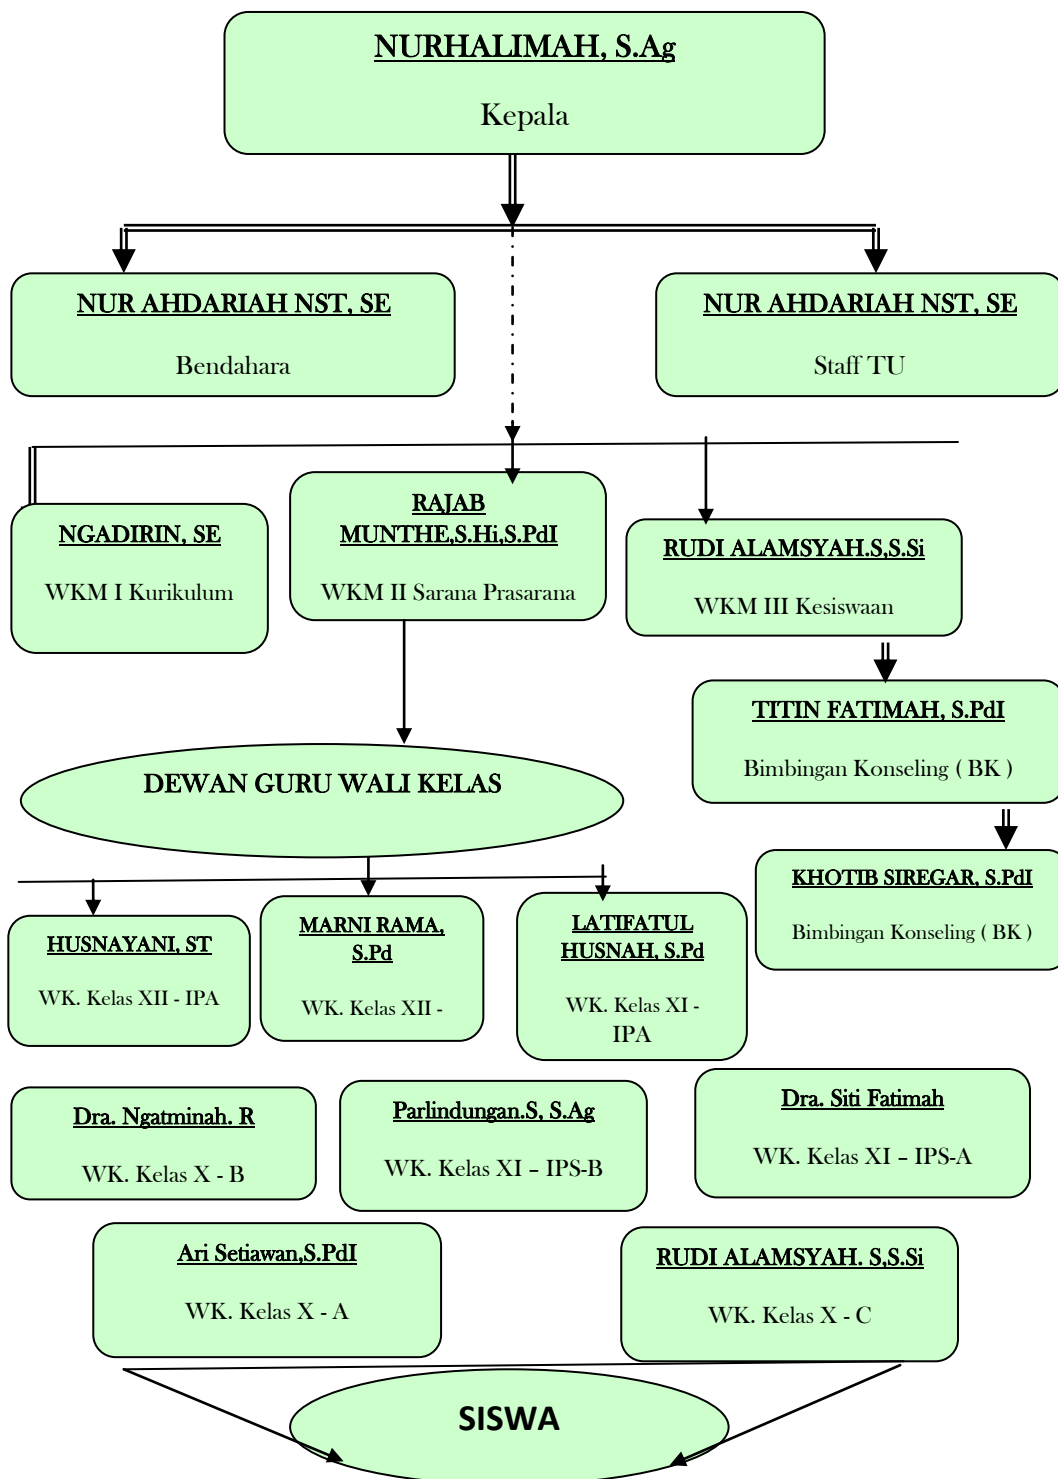 NURHALIMAH, S.Ag
Kepala
NUR AHDARIAH NST, SE
Bendahara
NUR AHDARIAH NST, SE
Staff TU
NGADIRIN, SE
WKM I Kurikulum
RAJAB
MUNTHE,S.Hi,S.PdI
WKM II Sarana Prasarana
RUDI ALAMSYAH.S,S.Si
WKM III Kesiswaan
TITIN FATIMAH, S.PdI
Bimbingan Konseling ( BK )
DEWAN GURU WALI KELAS
KHOTIB SIREGAR, S.PdI
Bimbingan Konseling ( BK )
HUSNAYANI, ST
WK. Kelas XII - IPA
MARNI RAMA,
S.Pd
WK. Kelas XII -
LATIFATUL
HUSNAH, S.Pd
WK. Kelas XI -
IPA
Dra. Ngatminah. R
WK. Kelas X - B
Parlindungan.S, S.Ag
WK. Kelas XI – IPS-B
Dra. Siti Fatimah
WK. Kelas XI – IPS-A
Ari Setiawan,S.PdI
WK. Kelas X - A
RUDI ALAMSYAH. S,S.Si
WK. Kelas X - C
SISWA